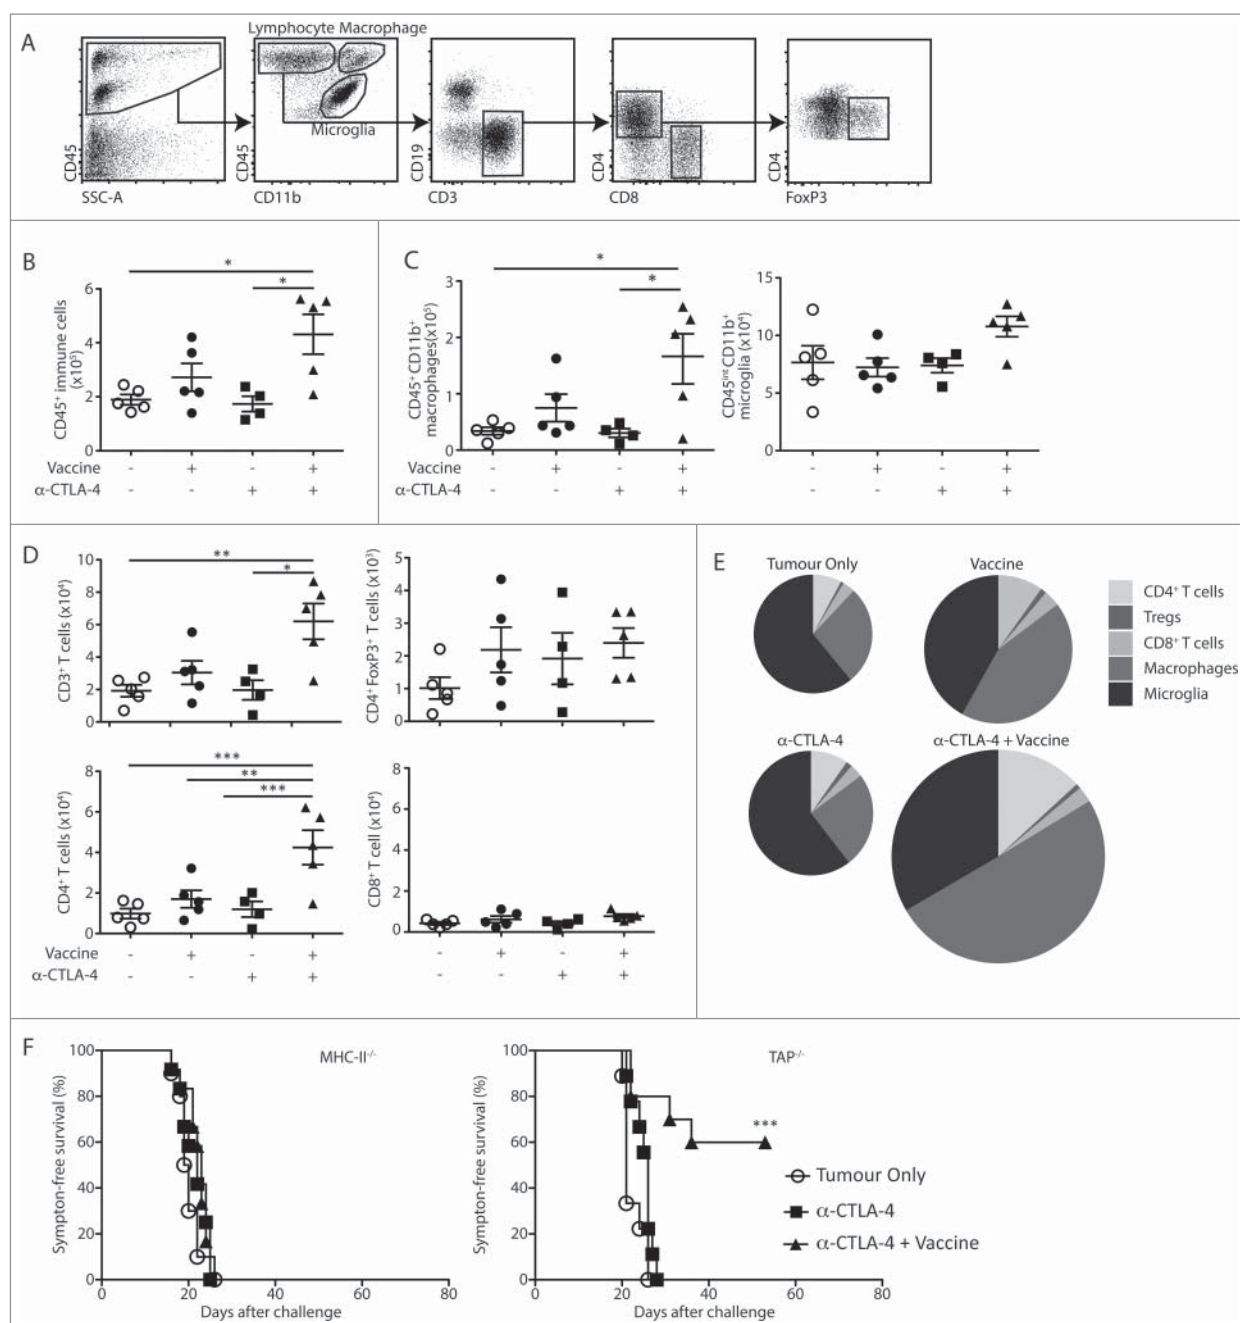 A
Lymphocyte Macrophage
Microglia
CD45
SSC-A
CD45
CD11b
CD19
CD3
CD4
CD8
CD4
FoxP3
B
CD45⁺ immune cells
(x10⁵)
6
4
2
0
*
*
Vaccine - + - +
α-CTLA-4 - - + +
C
CD45⁺ CD11b⁺
macrophages(x10⁵)
3
2
1
0
*
*
Vaccine - + - +
α-CTLA-4 - - + +
CD45ⁱⁿᵗ CD11b⁺
microglia (x10⁴)
15
10
5
0
- + - +
- - + +
D
CD3⁺ T cells (x10⁴)
10
8
6
4
2
0
**
*
CD4⁺ FoxP3⁺ T cells (x10³)
5
4
3
2
1
0
CD4⁺ T cells (x10⁴)
8
6
4
2
0
***
**
***
Vaccine - + - +
α-CTLA-4 - - + +
CD8⁺ T cell (x10⁴)
8
6
4
2
0
- + - +
- - + +
E
Tumour Only
Vaccine
α-CTLA-4
α-CTLA-4 + Vaccine
CD4⁺ T cells
Tregs
CD8⁺ T cells
Macrophages
Microglia
F
MHC-II⁻/⁻
Sympton-free survival (%)
100
80
60
40
20
0
0 20 40 60 80
Days after challenge
TAP⁻/⁻
Sympton-free survival (%)
100
80
60
40
20
0
***
0 20 40 60 80
Days after challenge
Tumour Only
α-CTLA-4
α-CTLA-4 + Vaccine